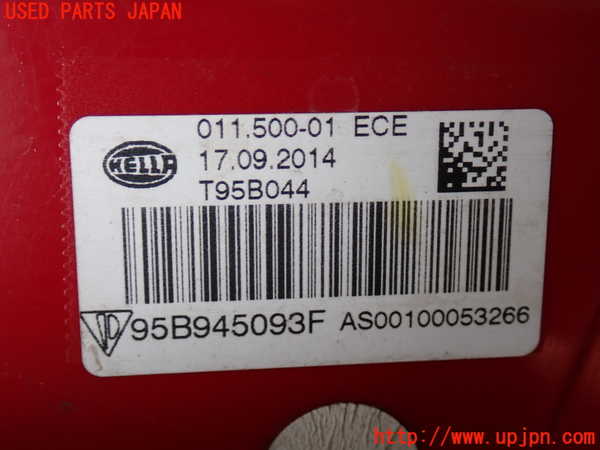 USED PARTS JAPAN
011.500-01 ECE
HELLA
17.09.2014
T95B044
95B945093F AS00100053266
http://www.upjpn.com/